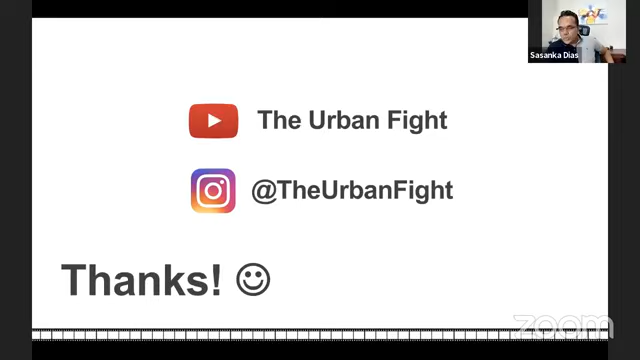 Sasanka Dias
The Urban Fight
@TheUrbanFight
Thanks! ☺
zoom